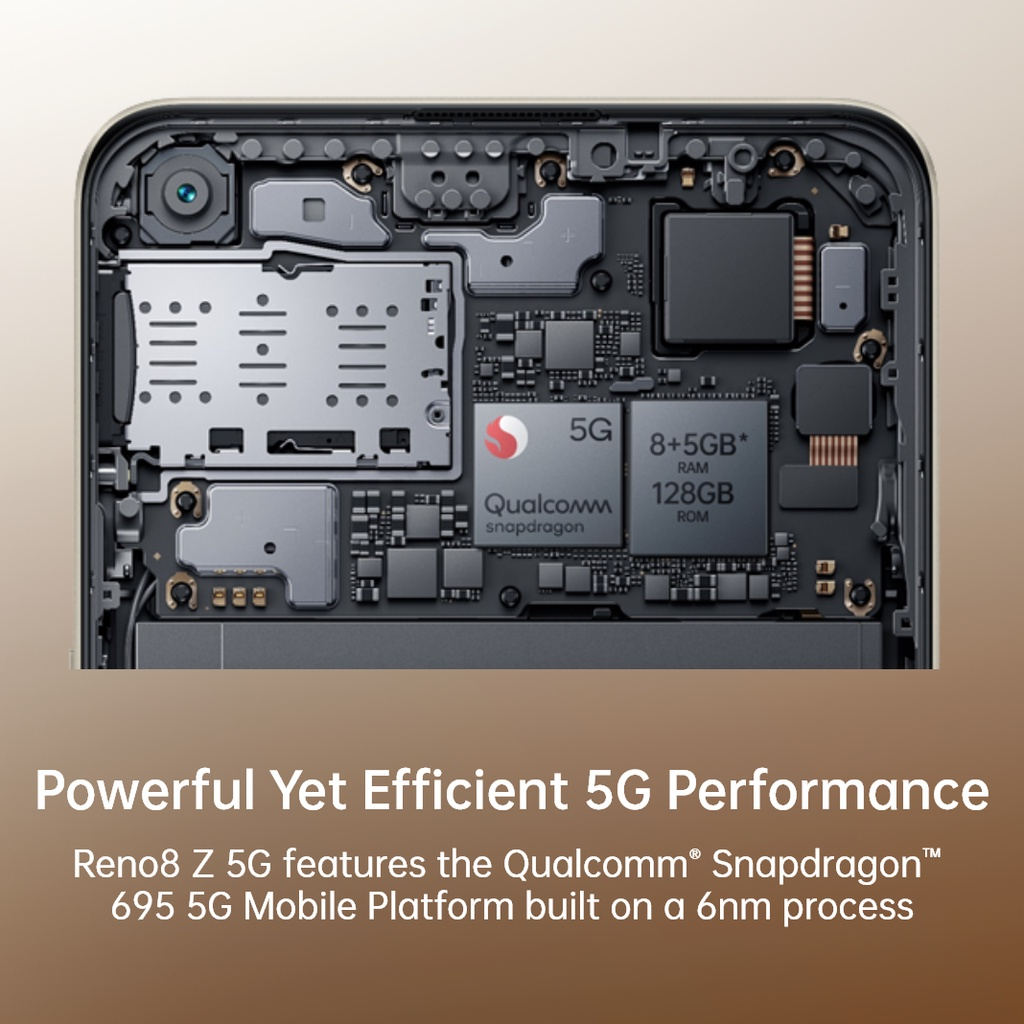 5G
Qualcomm
snapdragon
8+5GB*
RAM
128GB
ROM
Powerful Yet Efficient 5G Performance
Reno8 Z 5G features the Qualcomm® Snapdragon™
695 5G Mobile Platform built on a 6nm process